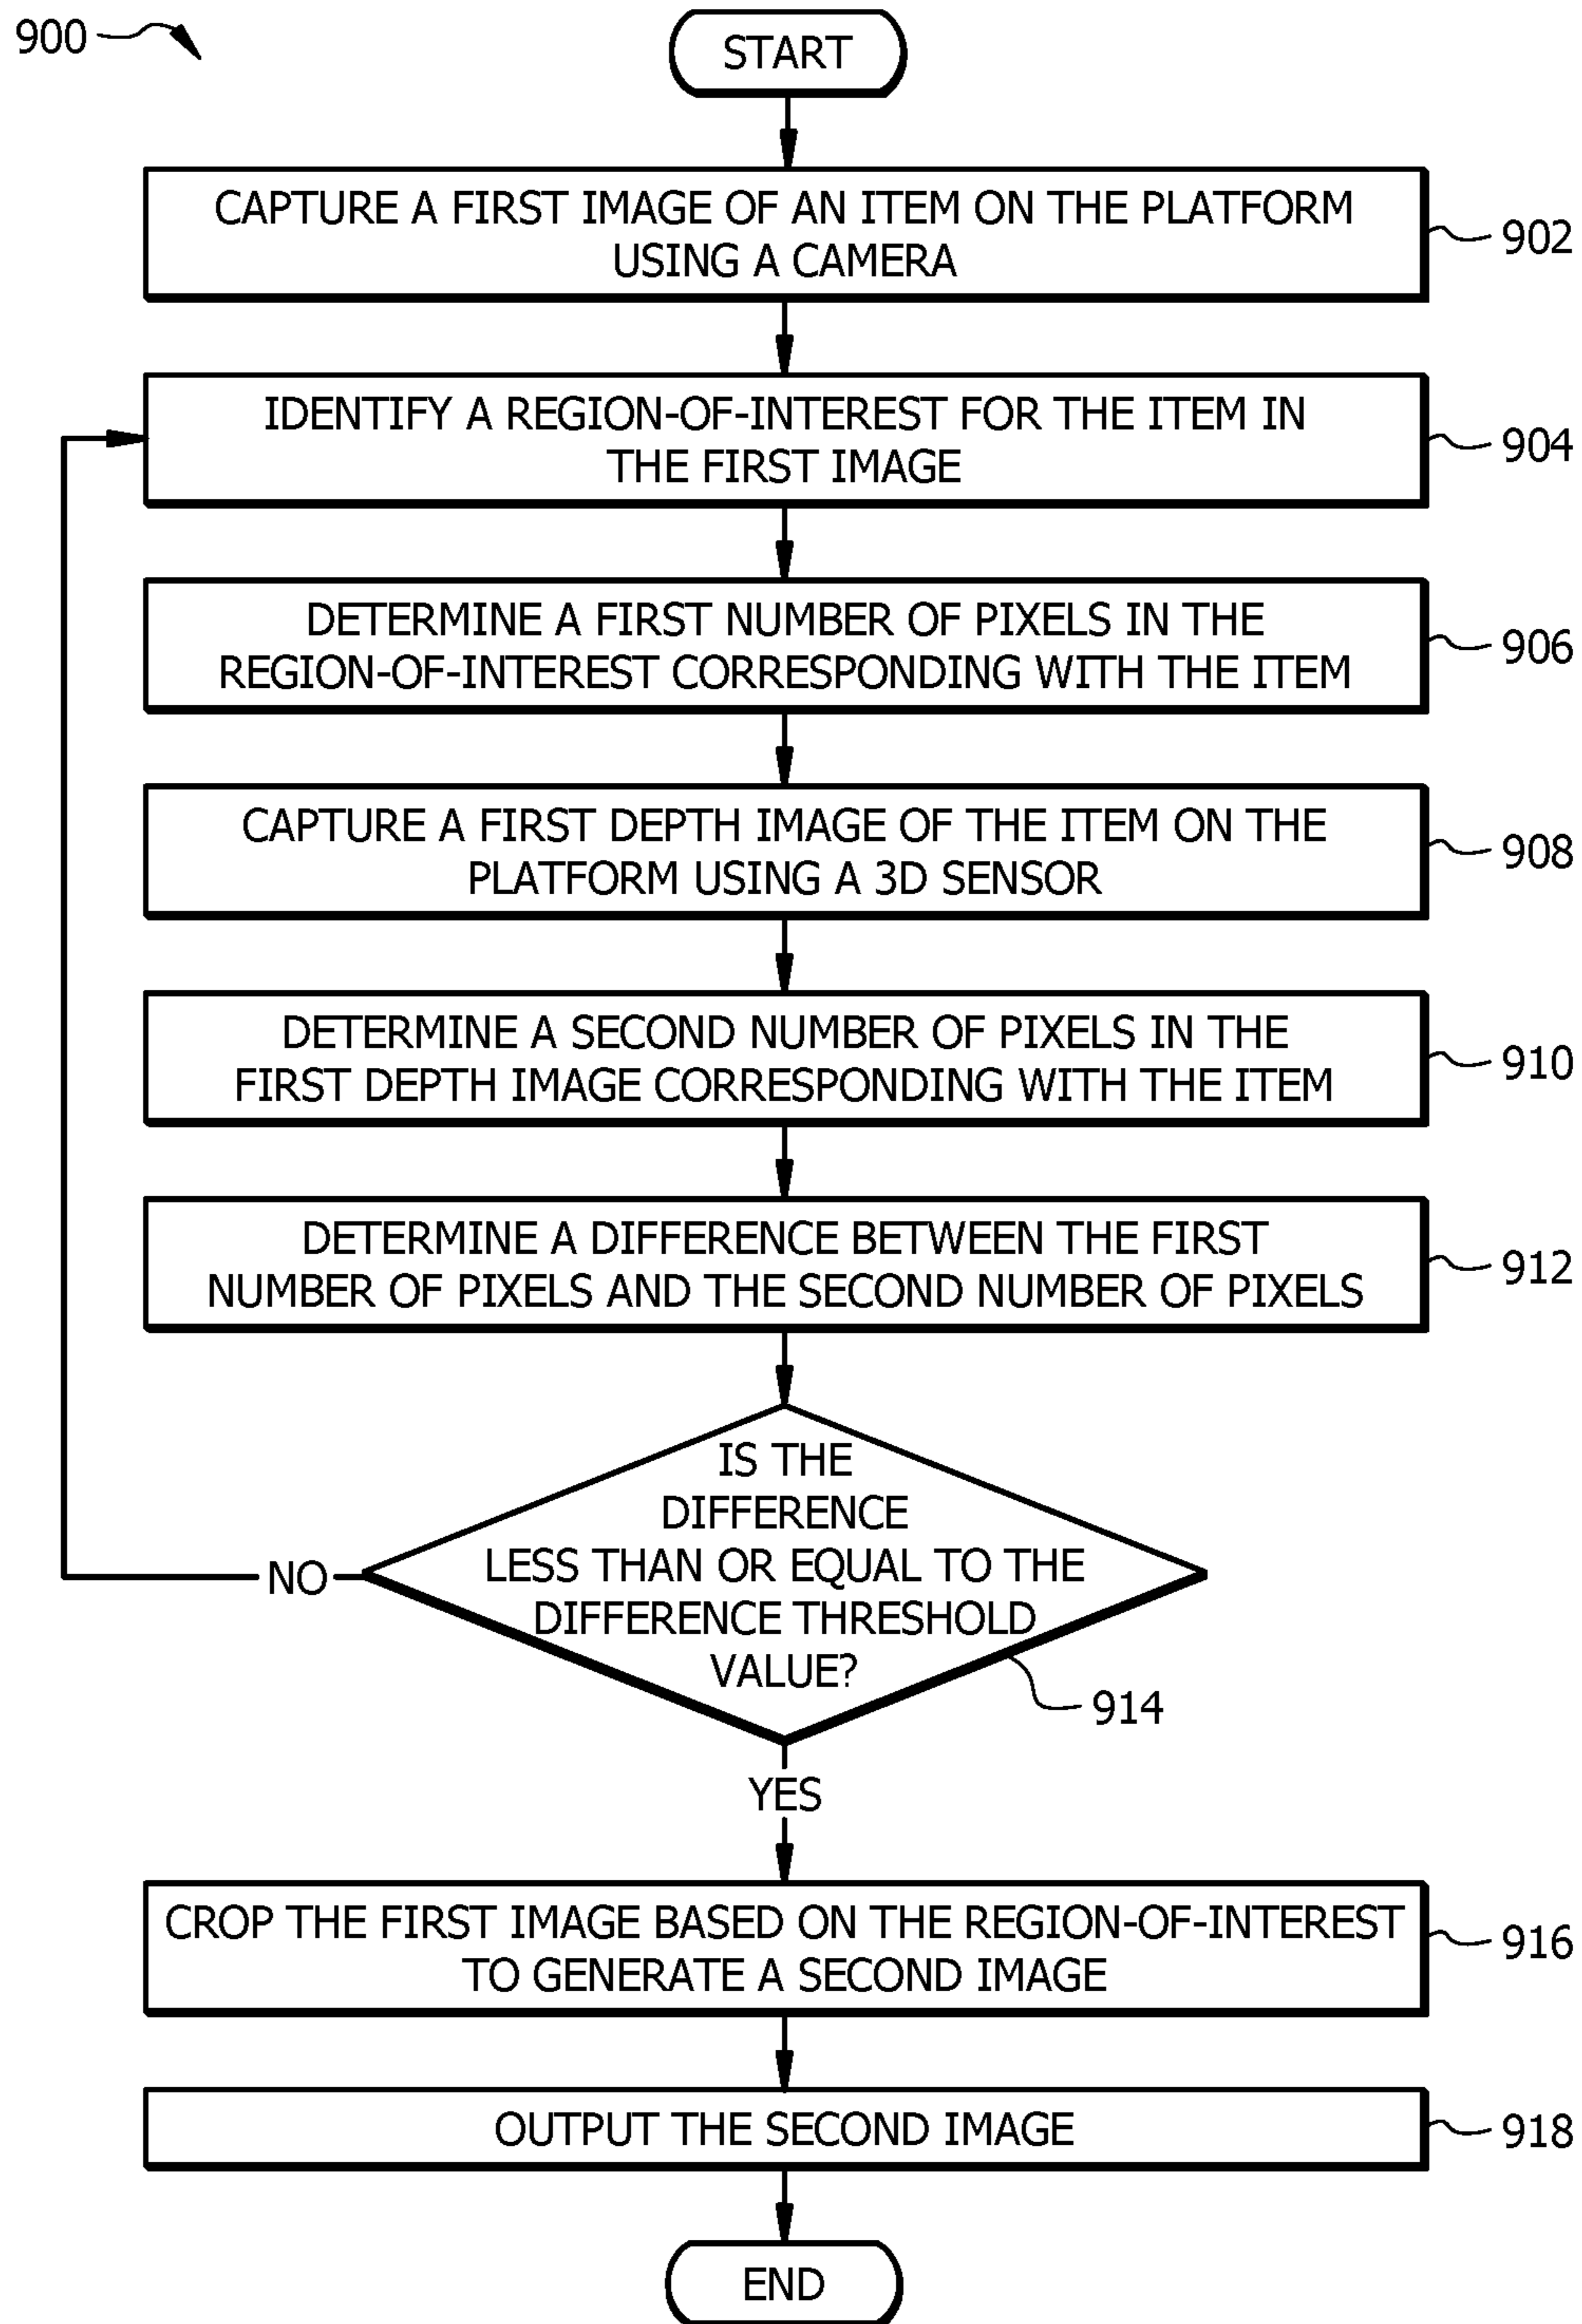 900
START
CAPTURE A FIRST IMAGE OF AN ITEM ON THE PLATFORM
USING A CAMERA
902
IDENTIFY A REGION-OF-INTEREST FOR THE ITEM IN
THE FIRST IMAGE
904
DETERMINE A FIRST NUMBER OF PIXELS IN THE
REGION-OF-INTEREST CORRESPONDING WITH THE ITEM
906
CAPTURE A FIRST DEPTH IMAGE OF THE ITEM ON THE
PLATFORM USING A 3D SENSOR
908
DETERMINE A SECOND NUMBER OF PIXELS IN THE
FIRST DEPTH IMAGE CORRESPONDING WITH THE ITEM
910
DETERMINE A DIFFERENCE BETWEEN THE FIRST
NUMBER OF PIXELS AND THE SECOND NUMBER OF PIXELS
912
IS THE
DIFFERENCE
LESS THAN OR EQUAL TO THE
DIFFERENCE THRESHOLD
VALUE?
NO
914
YES
CROP THE FIRST IMAGE BASED ON THE REGION-OF-INTEREST
TO GENERATE A SECOND IMAGE
916
OUTPUT THE SECOND IMAGE
918
END